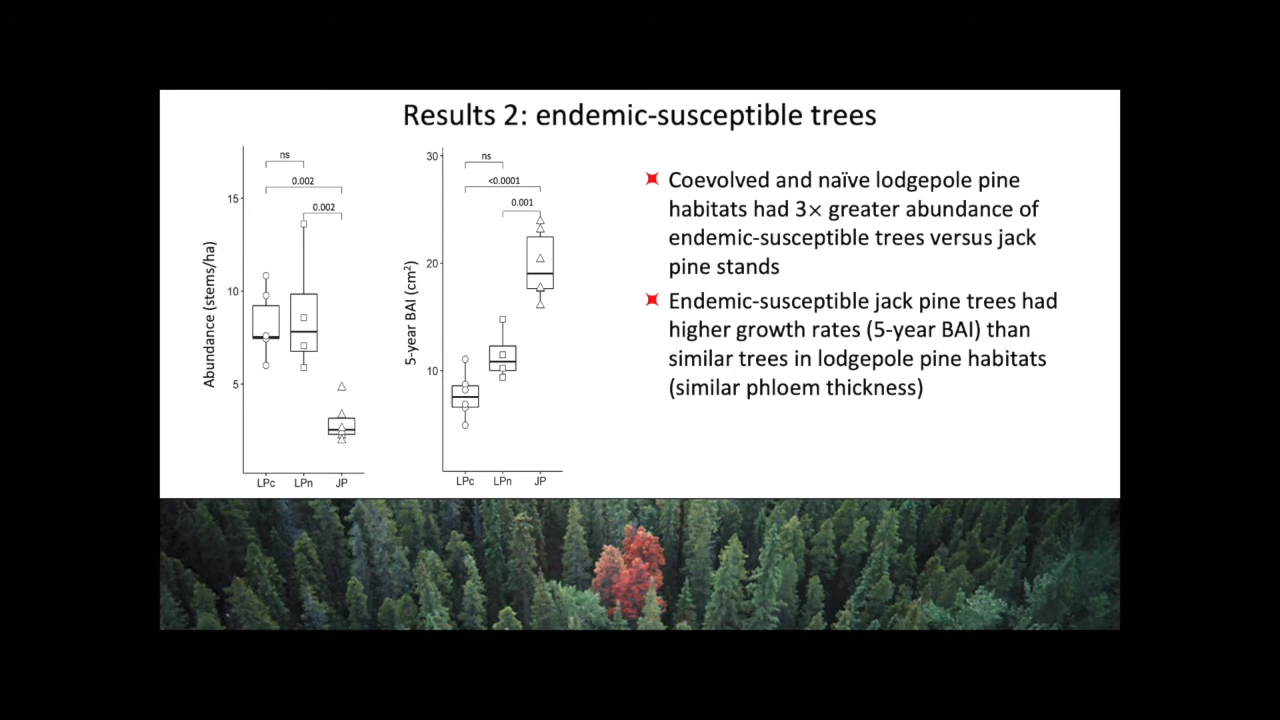 Results 2: endemic-susceptible trees
ns
0.002
0.002
15
10
5
Abundance (stems/ha)
LPc LPn JP
ns
<0.0001
0.001
30
20
10
5-year BAI (cm²)
LPc LPn JP
Coevolved and naïve lodgepole pine
habitats had 3× greater abundance of
endemic-susceptible trees versus jack
pine stands
Endemic-susceptible jack pine trees had
higher growth rates (5-year BAI) than
similar trees in lodgepole pine habitats
(similar phloem thickness)